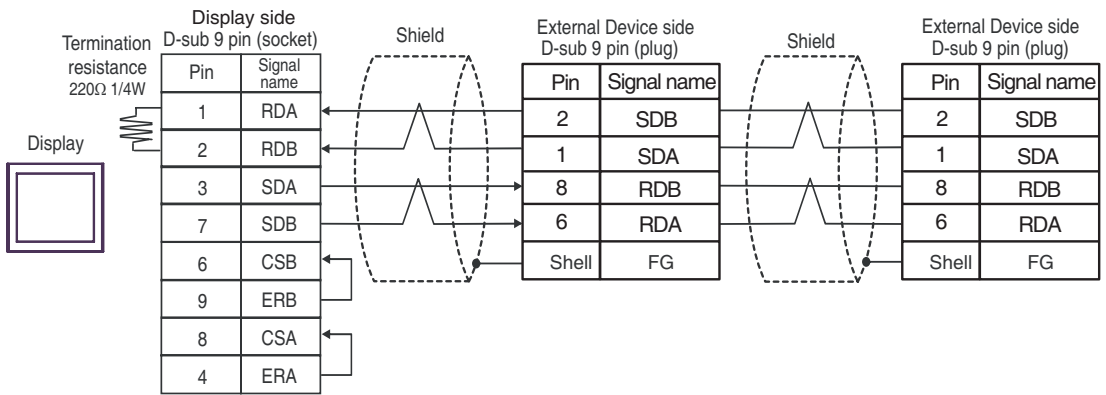 Display
Termination
resistance
220Ω 1/4W
Display side
D-sub 9 pin (socket)
Pin Signal name
1 RDA
2 RDB
3 SDA
7 SDB
6 CSB
9 ERB
8 CSA
4 ERA
Shield
External Device side
D-sub 9 pin (plug)
Pin Signal name
2 SDB
1 SDA
8 RDB
6 RDA
Shell FG
Shield
External Device side
D-sub 9 pin (plug)
Pin Signal name
2 SDB
1 SDA
8 RDB
6 RDA
Shell FG